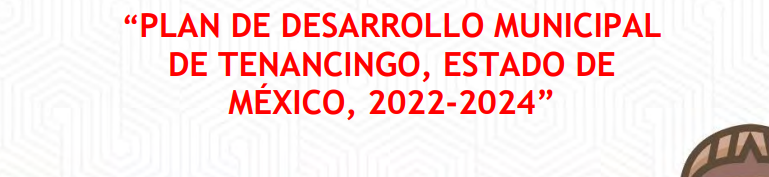 “PLAN DE DESARROLLO MUNICIPAL
DE TENANCINGO, ESTADO DE
MÉXICO, 2022-2024”